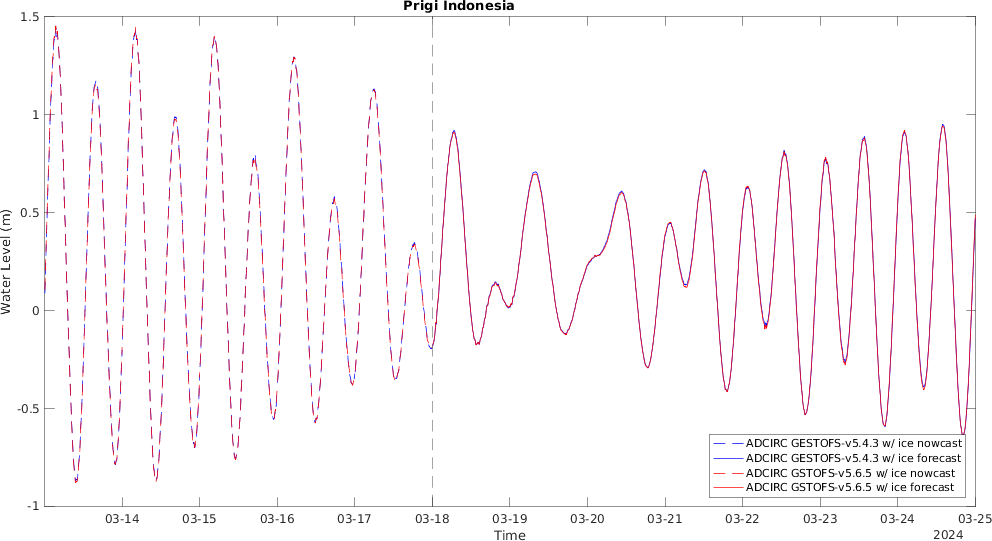 Prigi Indonesia
1.5
1
0.5
0
-0.5
-1
Water Level (m)
03-14 03-15 03-16 03-17 03-18 03-19 03-20 03-21 03-22 03-23 03-24 03-25
Time
2024
ADCIRC GESTOFS-v5.4.3 w/ ice nowcast
ADCIRC GESTOFS-v5.4.3 w/ ice forecast
ADCIRC GSTOFS-v5.6.5 w/ ice nowcast
ADCIRC GSTOFS-v5.6.5 w/ ice forecast